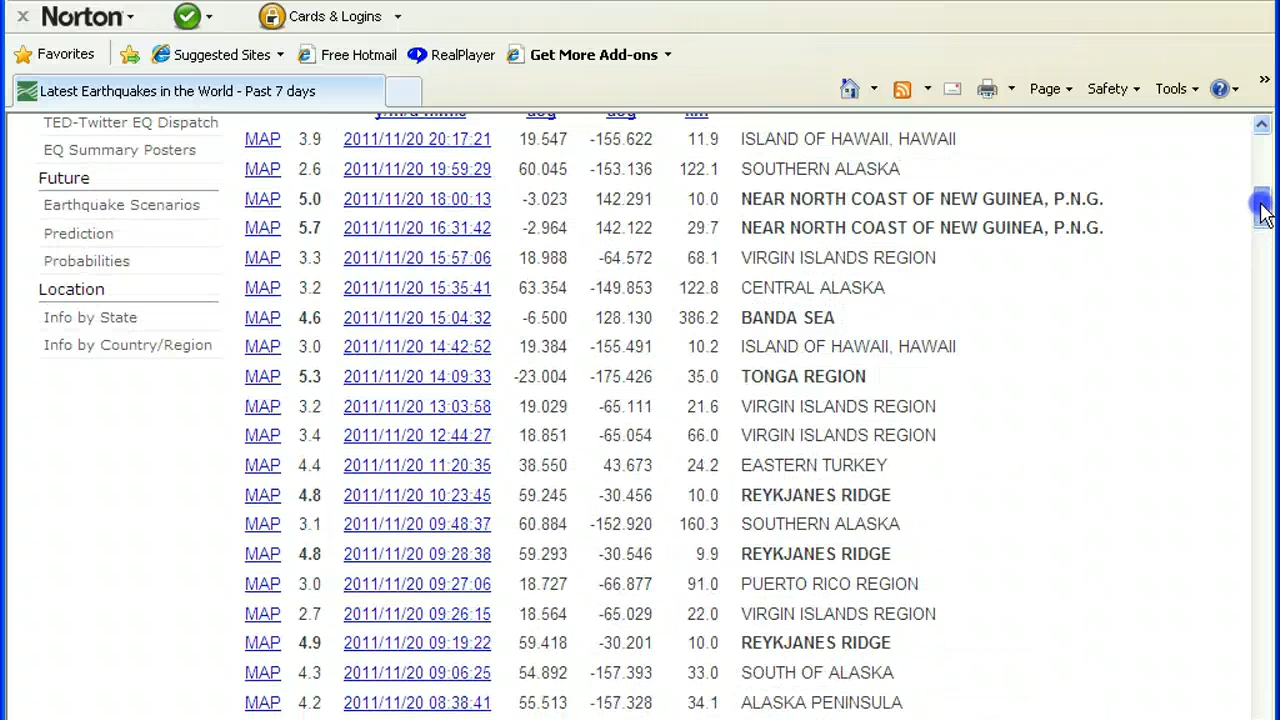 Norton Cards & Logins
Favorites Suggested Sites Free Hotmail RealPlayer Get More Add-ons
Latest Earthquakes in the World - Past 7 days Page Safety Tools
TED-Twitter EQ Dispatch
EQ Summary Posters
Future
Earthquake Scenarios
Prediction
Probabilities
Location
Info by State
Info by Country/Region
MAP 3.9 2011/11/20 20:17:21 19.547 -155.622 11.9 ISLAND OF HAWAII, HAWAII
MAP 2.6 2011/11/20 19:59:29 60.045 -153.136 122.1 SOUTHERN ALASKA
MAP 5.0 2011/11/20 18:00:13 -3.023 142.291 10.0 NEAR NORTH COAST OF NEW GUINEA, P.N.G.
MAP 5.7 2011/11/20 16:31:42 -2.964 142.122 29.7 NEAR NORTH COAST OF NEW GUINEA, P.N.G.
MAP 3.3 2011/11/20 15:57:06 18.988 -64.572 68.1 VIRGIN ISLANDS REGION
MAP 3.2 2011/11/20 15:35:41 63.354 -149.853 122.8 CENTRAL ALASKA
MAP 4.6 2011/11/20 15:04:32 -6.500 128.130 386.2 BANDA SEA
MAP 3.0 2011/11/20 14:42:52 19.384 -155.491 10.2 ISLAND OF HAWAII, HAWAII
MAP 5.3 2011/11/20 14:09:33 -23.004 -175.426 35.0 TONGA REGION
MAP 3.2 2011/11/20 13:03:58 19.029 -65.111 21.6 VIRGIN ISLANDS REGION
MAP 3.4 2011/11/20 12:44:27 18.851 -65.054 66.0 VIRGIN ISLANDS REGION
MAP 4.4 2011/11/20 11:20:35 38.550 43.673 24.2 EASTERN TURKEY
MAP 4.8 2011/11/20 10:23:45 59.245 -30.456 10.0 REYKJANES RIDGE
MAP 3.1 2011/11/20 09:48:37 60.884 -152.920 160.3 SOUTHERN ALASKA
MAP 4.8 2011/11/20 09:28:38 59.293 -30.546 9.9 REYKJANES RIDGE
MAP 3.0 2011/11/20 09:27:06 18.727 -66.877 91.0 PUERTO RICO REGION
MAP 2.7 2011/11/20 09:26:15 18.564 -65.029 22.0 VIRGIN ISLANDS REGION
MAP 4.9 2011/11/20 09:19:22 59.418 -30.201 10.0 REYKJANES RIDGE
MAP 4.3 2011/11/20 09:06:25 54.892 -157.393 33.0 SOUTH OF ALASKA
MAP 4.2 2011/11/20 08:38:41 55.513 -157.328 34.1 ALASKA PENINSULA